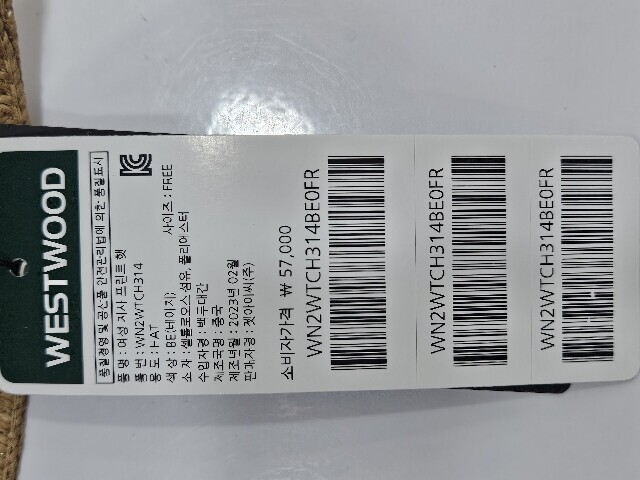 WESTWOOD
품질경영 및 공산품 안전관리법에 의한 품질표시
품명 : 여성 지사 프린트 햇
품번 : WN2WTCH314
용도 : HAT
색상 : BE(베이지) 사이즈 : FREE
소재 : 셀룰로오스 섬유, 폴리에스터
수입자명 : 백두대간
제조국명 : 중국
제조년월 : 2023년 02월
판매자명 : 젯아이씨(주)
소비자가격 ₩ 57,000
WN2WTCH314BE0FR
WN2WTCH314BE0FR
WN2WTCH314BE0FR